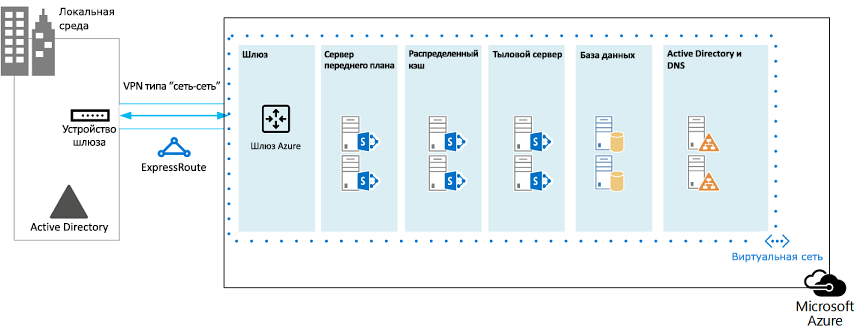 Локальная
среда
VPN типа “сеть-сеть”
Устройство
шлюза
ExpressRoute
Active Directory
Шлюз
Шлюз Azure
Сервер
переднего плана
Распределенный
кэш
Тыловой сервер
База данных
Active Directory и
DNS
S
S
S
S
S
S
Виртуальная сеть
Microsoft
Azure